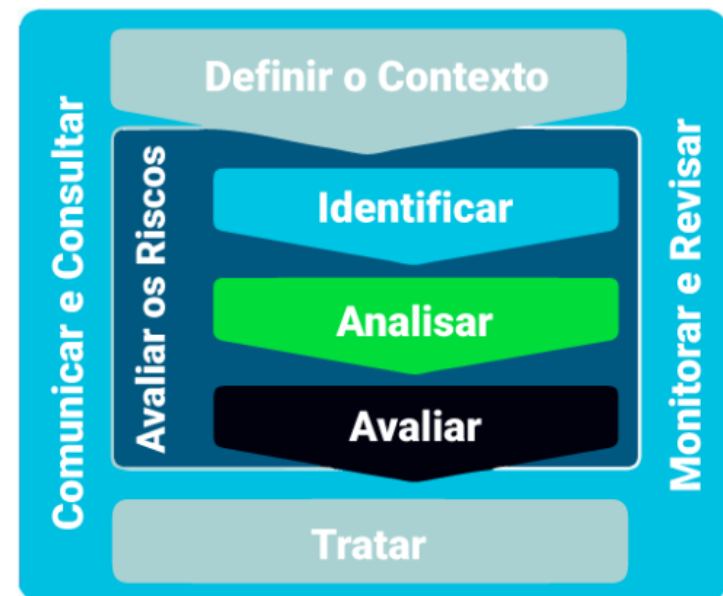 Definir o Contexto
Comunicar e Consultar
Avaliar os Riscos
Identificar
Analisar
Avaliar
Monitorar e Revisar
Tratar